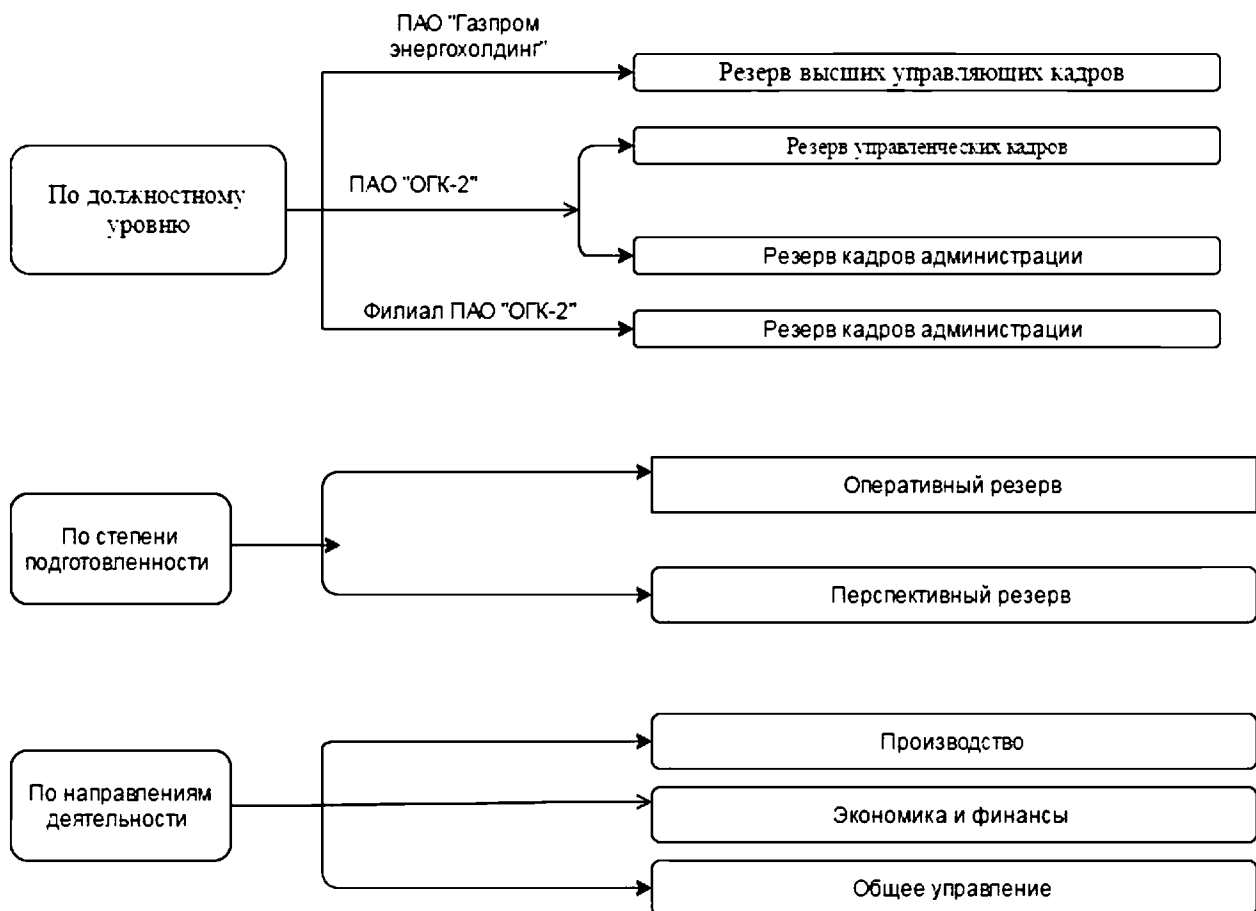 ПАО "Газпром
энергохолдинг"
Резерв высших управляющих кадров
Резерв управленческих кадров
По должностному
уровню
ПАО "ОГК-2"
Резерв кадров администрации
Филиал ПАО "ОГК-2"
Резерв кадров администрации
По степени
подготовленности
Оперативный резерв
Перспективный резерв
По направлениям
деятельности
Производство
Экономика и финансы
Общее управление